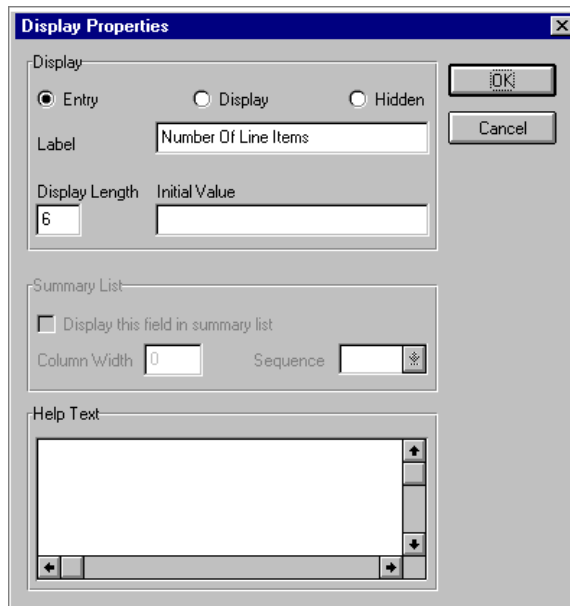 Display Properties
Display
Entry Display Hidden
Label Number Of Line Items
Display Length Initial Value
6
Summary List
Display this field in summary list
Column Width 0 Sequence
Help Text
OK
Cancel